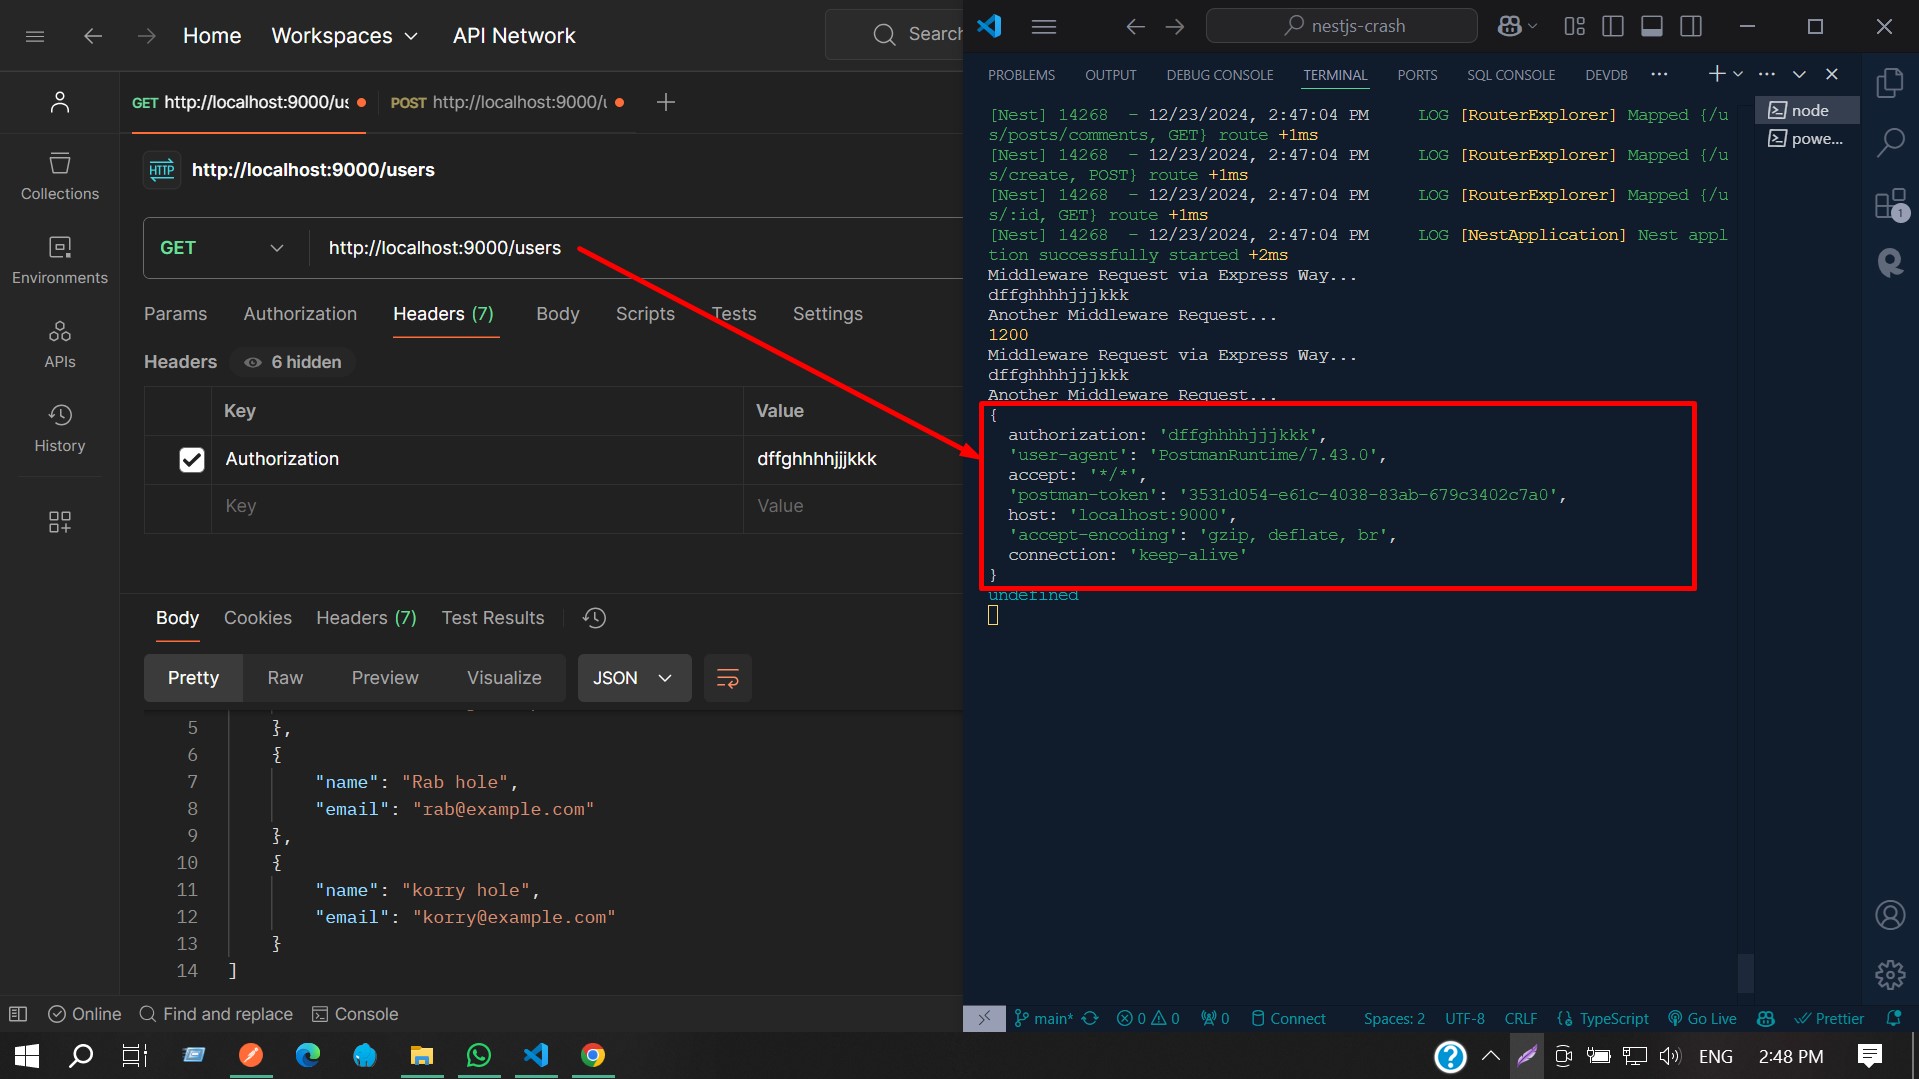 Home Workspaces API Network Search
GET http://localhost:9000/us POST http://localhost:9000/u
HTTP http://localhost:9000/users
GET http://localhost:9000/users
Params Authorization Headers (7) Body Scripts Tests Settings
Headers 6 hidden
Key Value
Authorization dffghhhhjjjkkk
Key Value
Collections
Environments
APIs
History
Body Cookies Headers (7) Test Results
Pretty Raw Preview Visualize JSON
5 },
6 {
7 "name": "Rab hole",
8 "email": "rab@example.com"
9 },
10 {
11 "name": "korry hole",
12 "email": "korry@example.com"
13 }
14 ]
Online Find and replace Console
nestjs-crash
PROBLEMS OUTPUT DEBUG CONSOLE TERMINAL PORTS SQL CONSOLE DEVDB
node
powe...
1
[Nest] 14268 - 12/23/2024, 2:47:04 PM LOG [RouterExplorer] Mapped {/u
s/posts/comments, GET} route +1ms
[Nest] 14268 - 12/23/2024, 2:47:04 PM LOG [RouterExplorer] Mapped {/u
s/create, POST} route +1ms
[Nest] 14268 - 12/23/2024, 2:47:04 PM LOG [RouterExplorer] Mapped {/u
s/:id, GET} route +1ms
[Nest] 14268 - 12/23/2024, 2:47:04 PM LOG [NestApplication] Nest appl
tion successfully started +2ms
Middleware Request via Express Way...
dffghhhhjjjkkk
Another Middleware Request...
1200
Middleware Request via Express Way...
dffghhhhjjjkkk
Another Middleware Request...
{
authorization: 'dffghhhhjjjkkk',
'user-agent': 'PostmanRuntime/7.43.0',
accept: '*/*',
'postman-token': '3531d054-e61c-4038-83ab-679c3402c7a0',
host: 'localhost:9000',
'accept-encoding': 'gzip, deflate, br',
connection: 'keep-alive'
}
undefined
main* 0 0 0 Connect Spaces: 2 UTF-8 CRLF {} TypeScript Go Live Prettier
ENG 2:48 PM